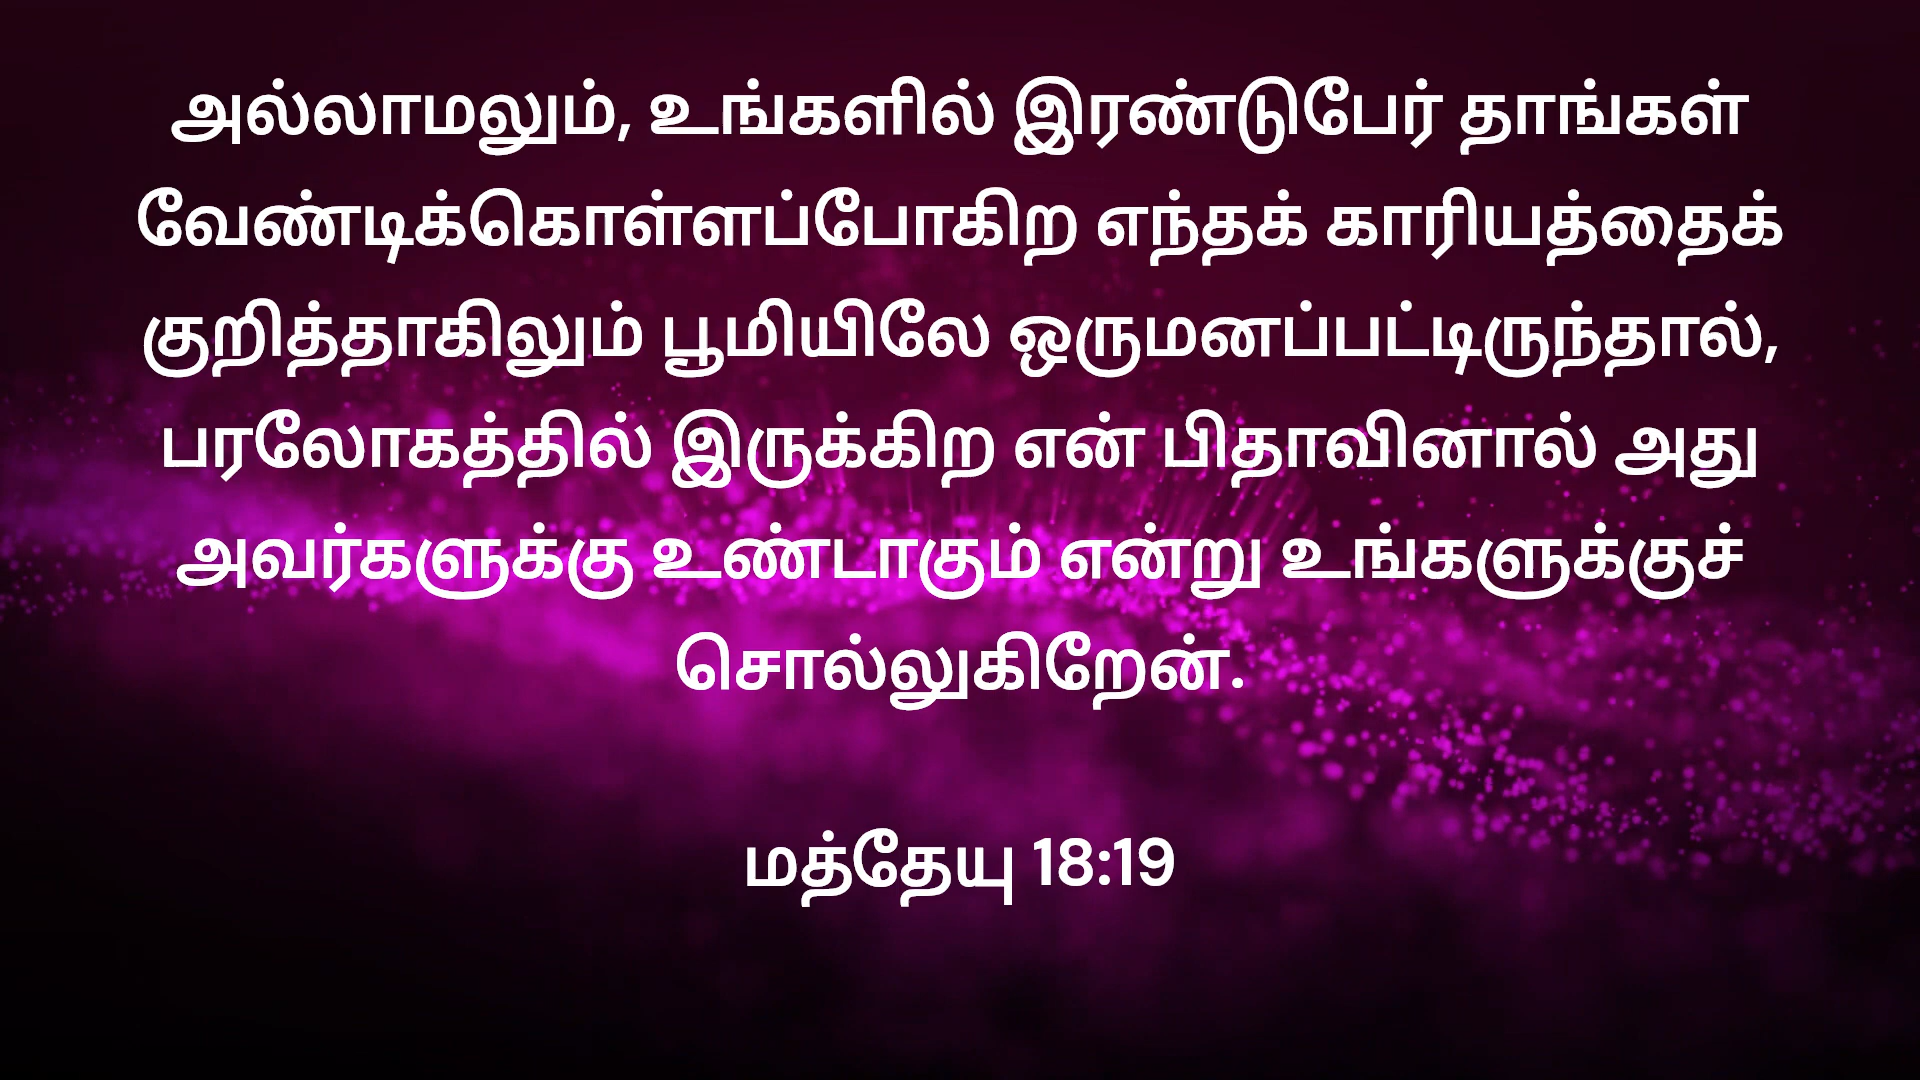 அல்லாமலும், உங்களில் இரண்டுபேர் தாங்கள்
வேண்டிக்கொள்ளப்போகிற எந்தக் காரியத்தைக்
குறித்தாகிலும் பூமியிலே ஒருமனப்பட்டிருந்தால்,
பரலோகத்தில் இருக்கிற என் பிதாவினால் அது
அவர்களுக்கு உண்டாகும் என்று உங்களுக்குச்
சொல்லுகிறேன்.
மத்தேயு 18:19